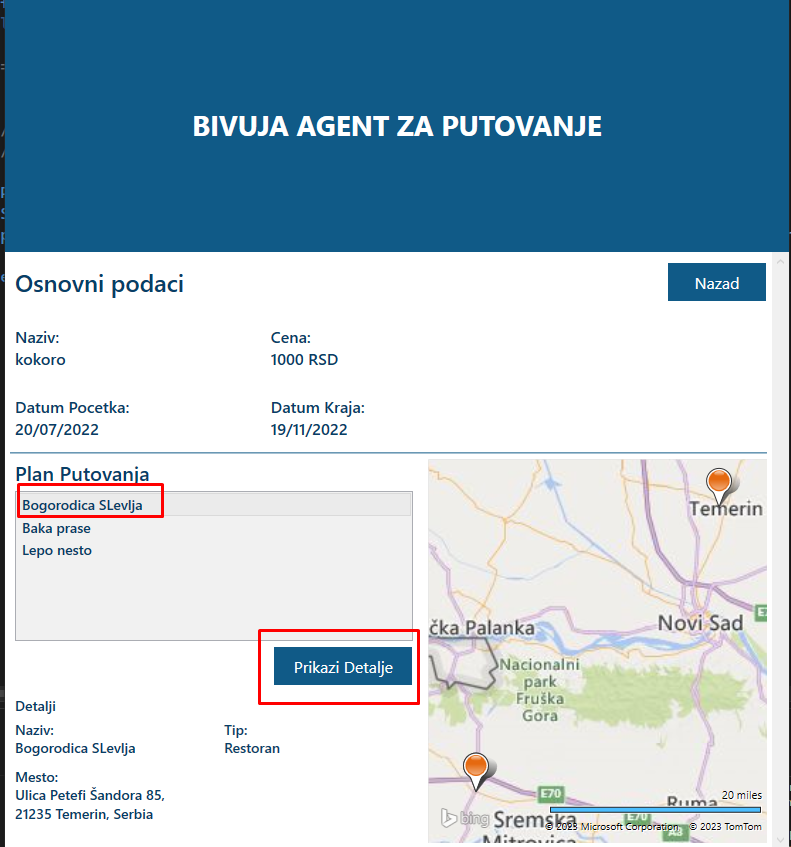 BIVUJA AGENT ZA PUTOVANJE
Osnovni podaci
Nazad
Naziv:
kokoro
Cena:
1000 RSD
Datum Pocetka:
20/07/2022
Datum Kraja:
19/11/2022
Plan Putovanja
Bogorodica SLevlja
Baka prase
Lepo nesto
Prikazi Detalje
Detalji
Naziv:
Bogorodica SLevlja
Tip:
Restoran
Mesto:
Ulica Petefi Šandora 85,
21235 Temerin, Serbia
Temerin
E
Novi Sad
čka Palanka
Nacionalni
park
Fruška
Gora
E70
20 miles
Ruma
bing
Sremska
E70
A8
© 2023 Microsoft Corporation © 2023 TomTom
Mitrovica